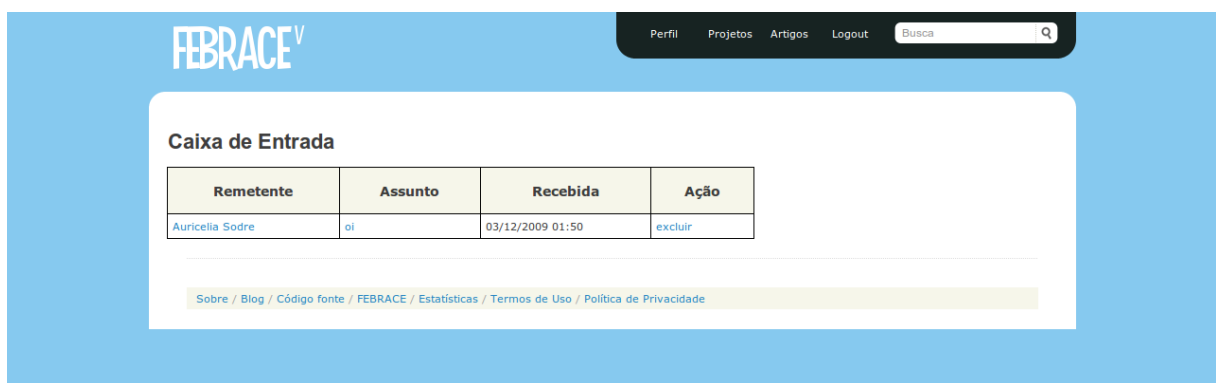 FEBRACE V
Perfil Projetos Artigos Logout Busca
Caixa de Entrada
Remetente Assunto Recebida Ação
Auricelia Sodre oi 03/12/2009 01:50 excluir
Sobre / Blog / Código fonte / FEBRACE / Estatísticas / Termos de Uso / Política de Privacidade